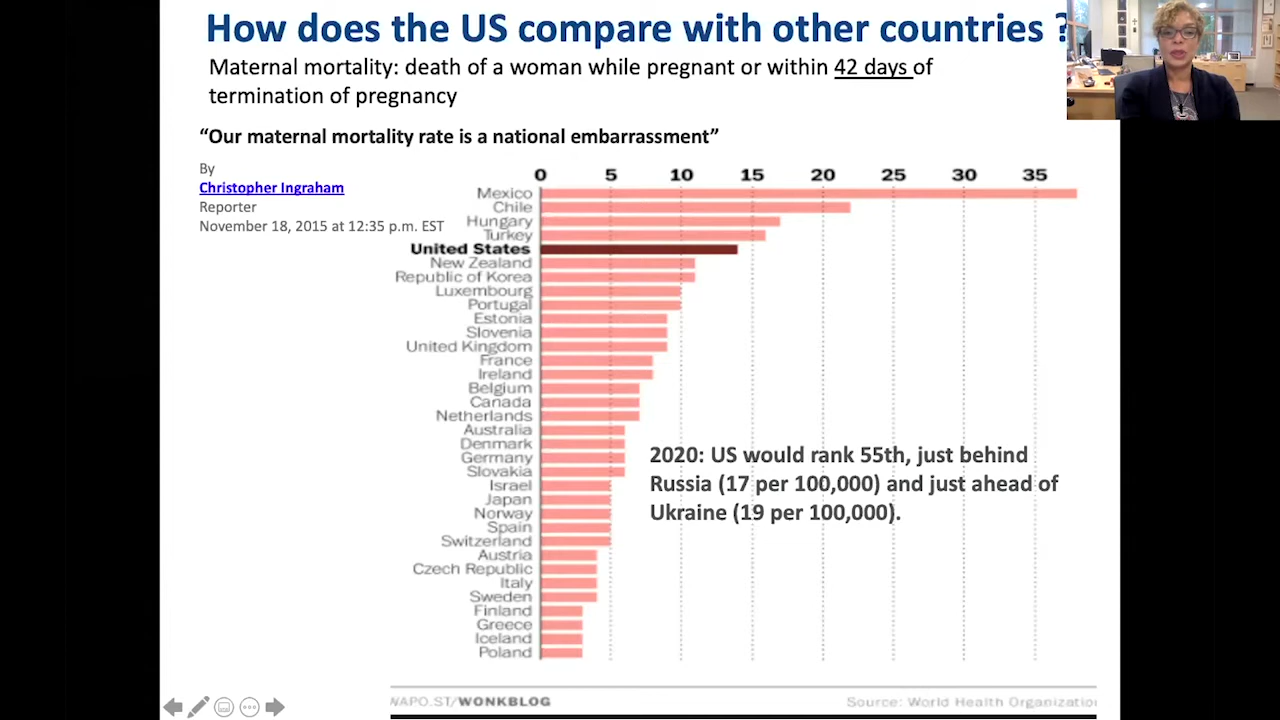 How does the US compare with other countries ?
Maternal mortality: death of a woman while pregnant or within 42 days of
termination of pregnancy
“Our maternal mortality rate is a national embarrassment”
By
Christopher Ingraham
Reporter
November 18, 2015 at 12:35 p.m. EST
0 5 10 15 20 25 30 35
Mexico
Chile
Hungary
Turkey
United States
New Zealand
Republic of Korea
Luxembourg
Portugal
Estonia
Slovenia
United Kingdom
France
Ireland
Belgium
Canada
Netherlands
Australia
Denmark
Germany
Slovakia
Israel
Japan
Norway
Spain
Switzerland
Austria
Czech Republic
Italy
Sweden
Finland
Greece
Iceland
Poland
2020: US would rank 55th, just behind
Russia (17 per 100,000) and just ahead of
Ukraine (19 per 100,000).
WAPO.ST/WONKBLOG
Source: World Health Organization